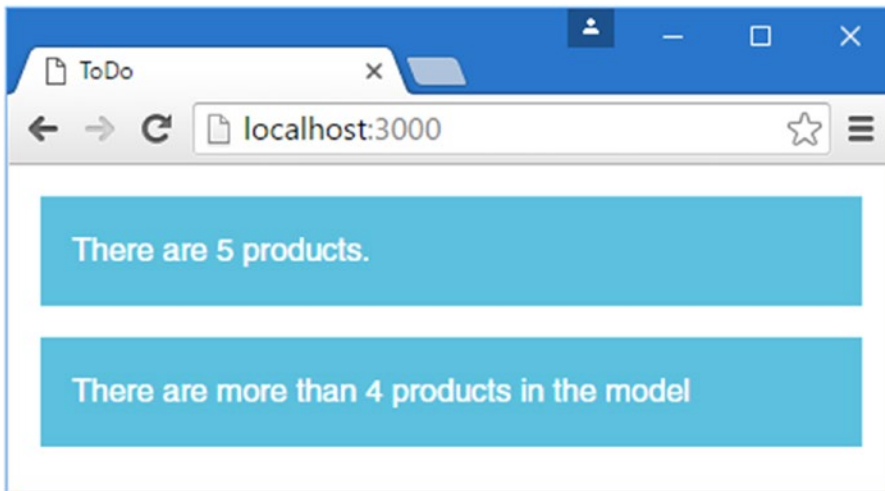 ToDo
localhost:3000
There are 5 products.
There are more than 4 products in the model